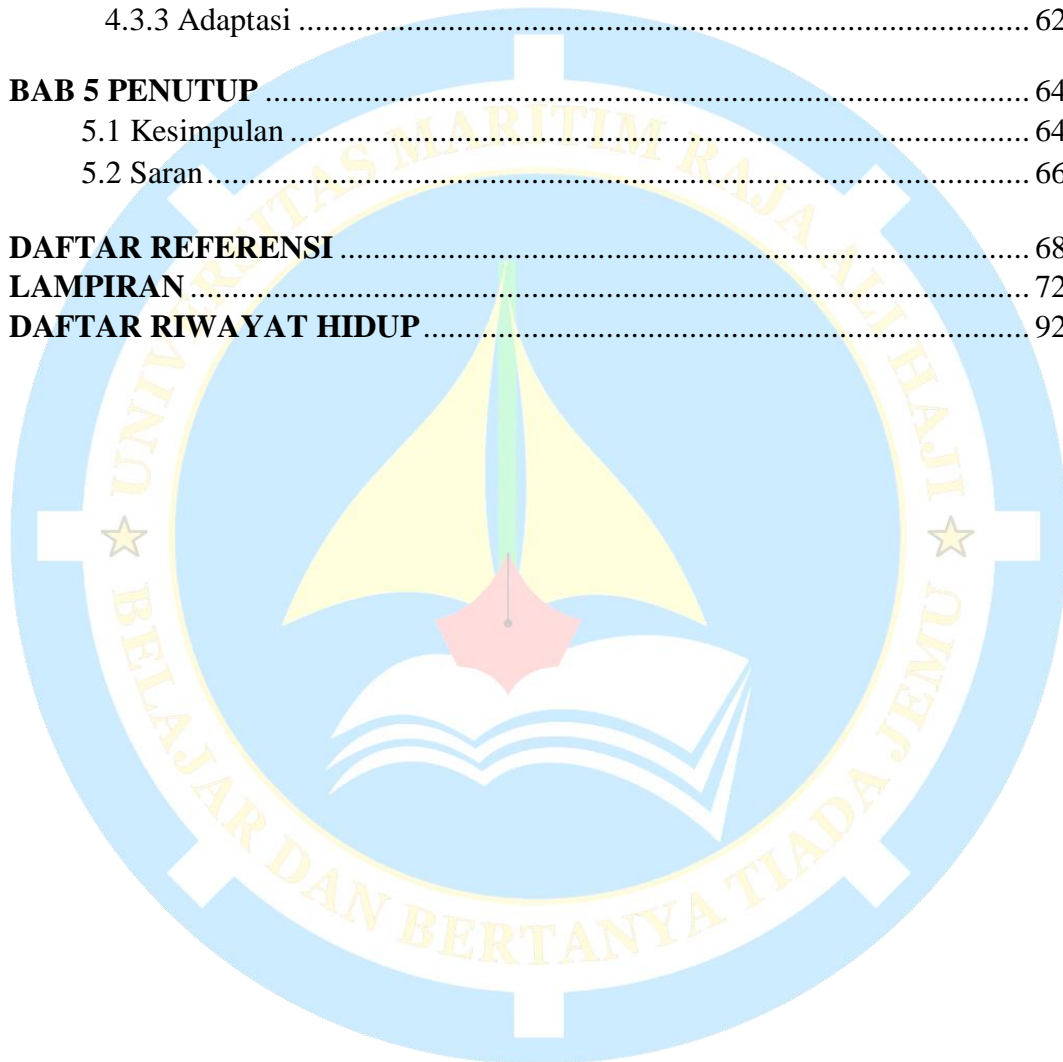 4.3.3 Adaptasi ........................................................................................... 62
BAB 5 PENUTUP .................................................................................................. 64
5.1 Kesimpulan ............................................................................................... 64
5.2 Saran ......................................................................................................... 66
DAFTAR REFERENSI ......................................................................................... 68
LAMPIRAN ........................................................................................................... 72
DAFTAR RIWAYAT HIDUP ............................................................................... 92
UNIVERSITAS MARITIM RAJA ALI HAJI
BELAJAR DAN BERTANYA TIADA JEMU